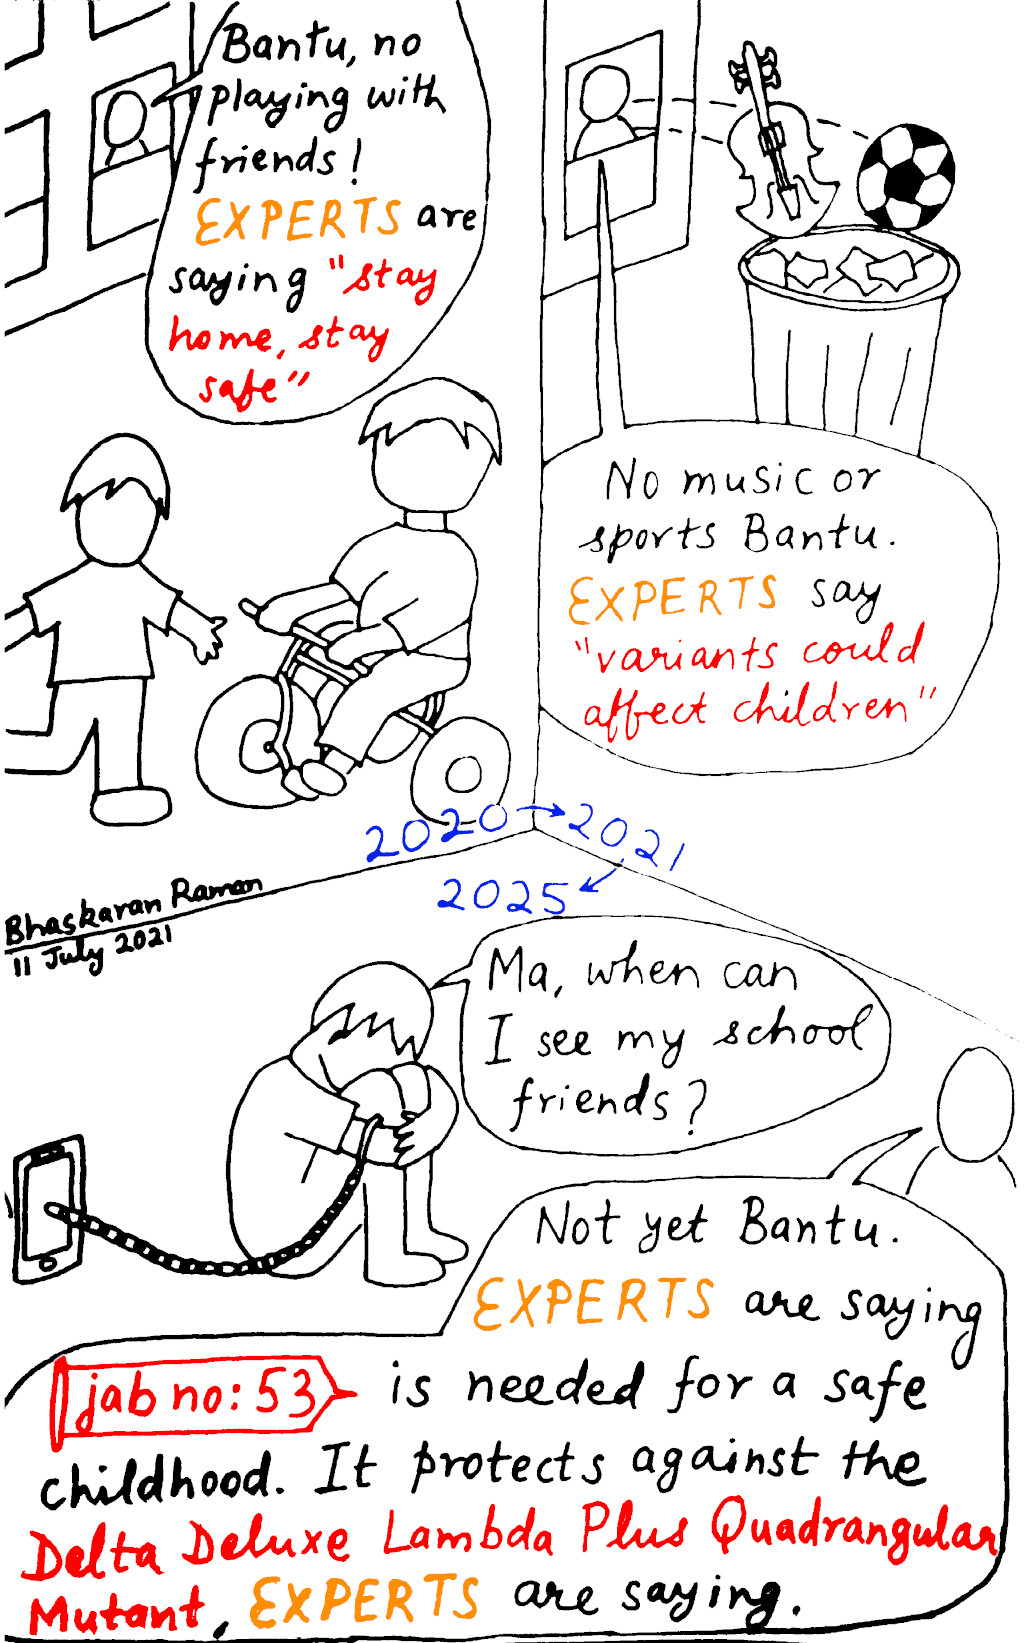 Bantu, no
playing with
friends!
EXPERTS are
saying "stay
home, stay
safe"
No music or
sports Bantu.
EXPERTS say
"variants could
affect children"
2020 → 2021
2025
Bhaskaran Raman
11 July 2021
Ma, when can
I see my school
friends?
Not yet Bantu.
EXPERTS are saying
jab no: 53 is needed for a safe
childhood. It protects against the
Delta Deluxe Lambda Plus Quadrangular
Mutant, EXPERTS are saying.